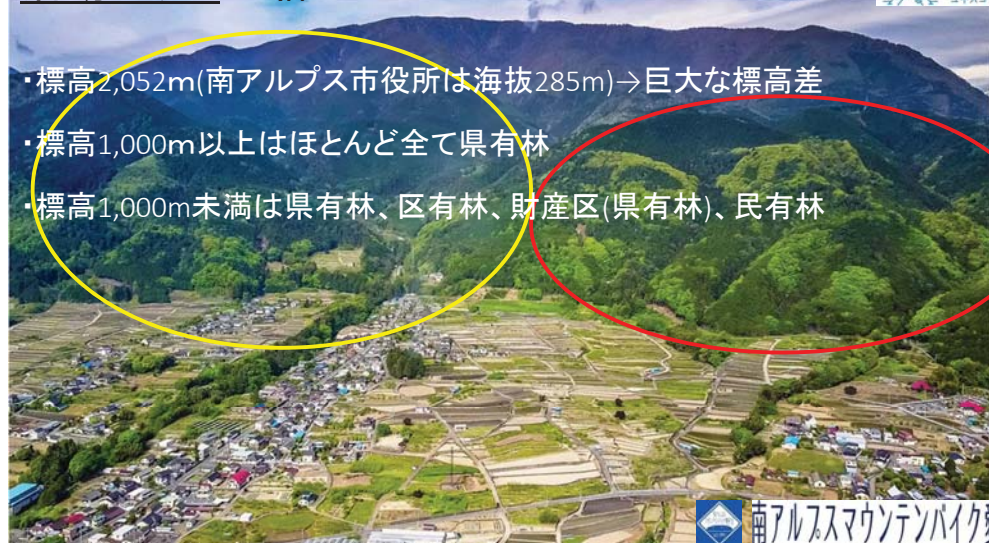 ・標高2,052m(南アルプス市役所は海抜285m)→巨大な標高差
・標高1,000m以上はほとんど全て県有林
・標高1,000m未満は県有林、区有林、財産区(県有林)、民有林
南アルプスマウンテンバイク